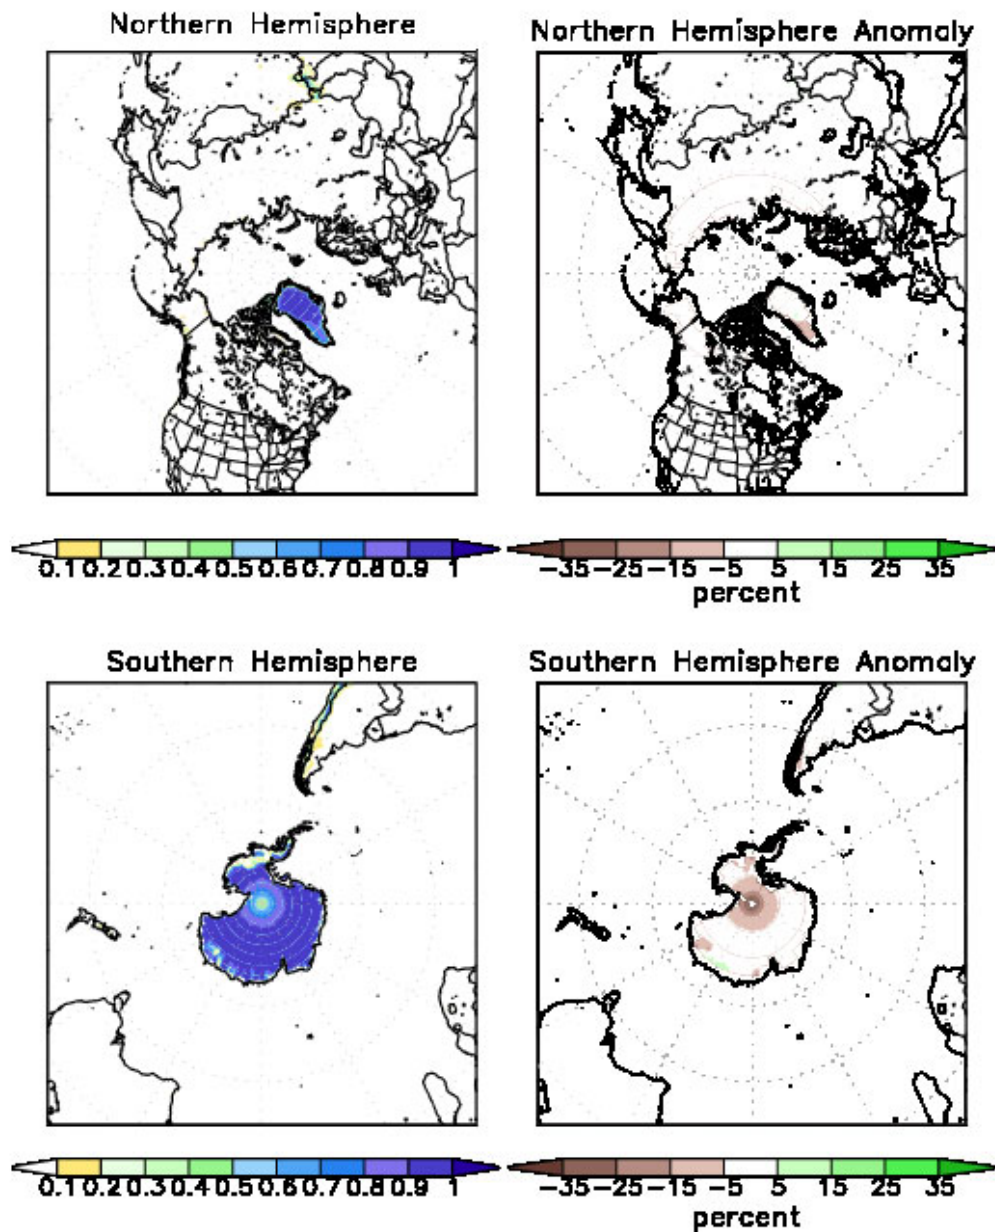 Northern Hemisphere
Northern Hemisphere Anomaly
0.1 0.2 0.3 0.4 0.5 0.6 0.7 0.8 0.9 1
−35 −25 −15 −5 5 15 25 35
percent
Southern Hemisphere
Southern Hemisphere Anomaly
0.1 0.2 0.3 0.4 0.5 0.6 0.7 0.8 0.9 1
−35 −25 −15 −5 5 15 25 35
percent